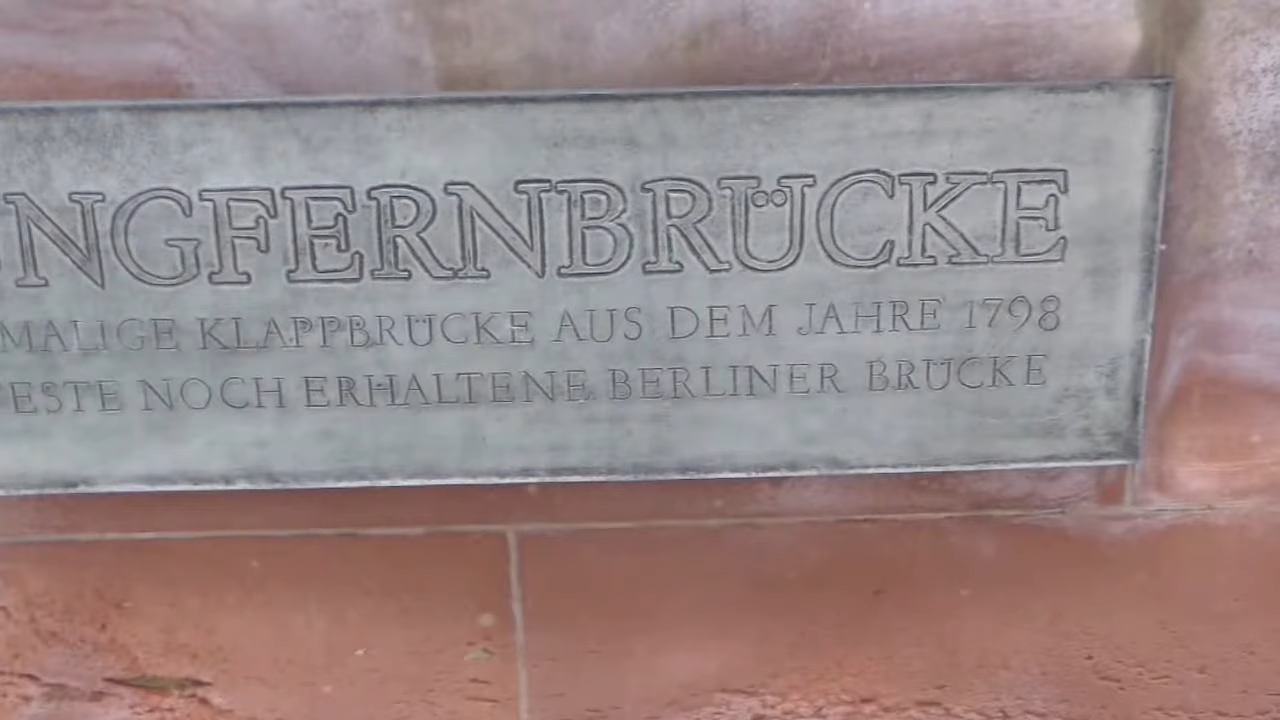 NGFERNBRÜCKE
MALIGE KLAPPBRÜCKE AUS DEM JAHRE 1798
ESTE NOCH ERHALTENE BERLINER BRÜCKE